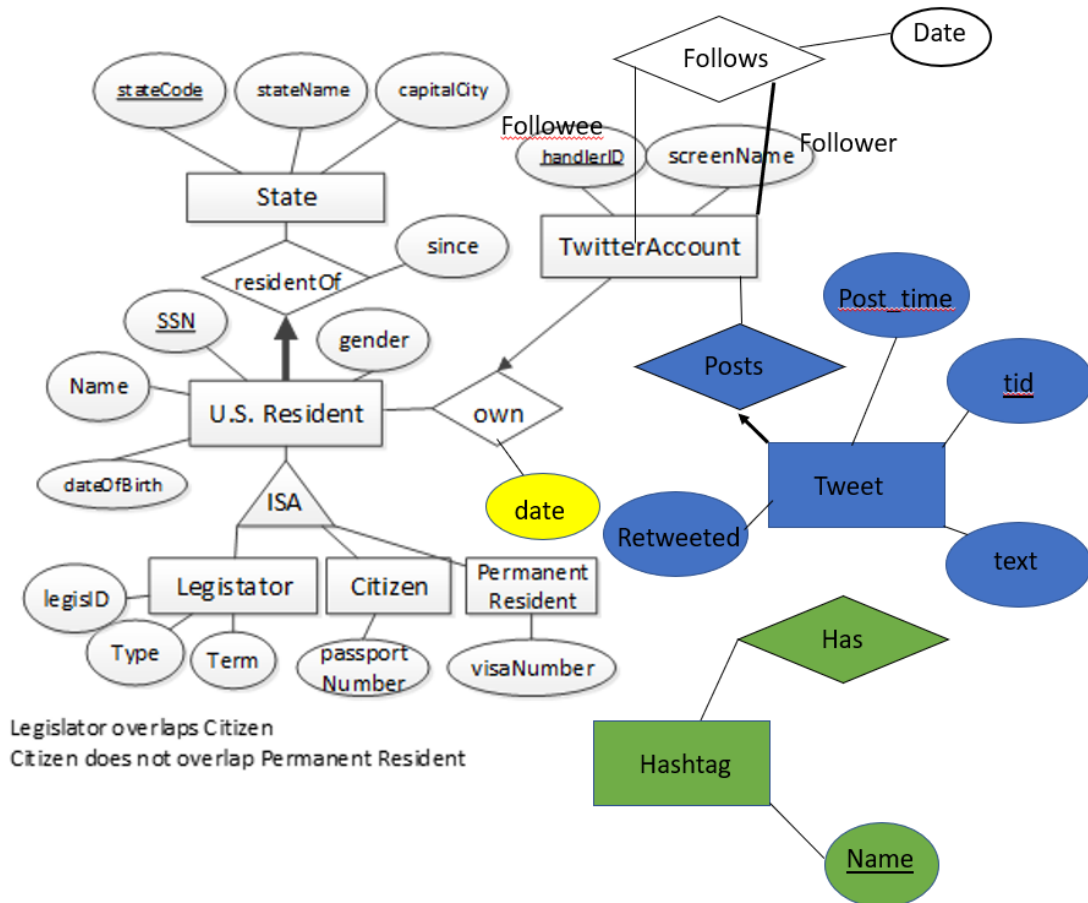 Follows
Date
stateCode
stateName
capitalCity
Followee
Follower
handlerID
screenName
State
TwitterAccount
since
residentOf
Post_time
SSN
gender
Posts
Name
tid
U.S. Resident
own
dateOfBirth
ISA
Tweet
date
Retweeted
text
Legistator
Citizen
Permanent
Resident
legisID
Type
Term
passport
Number
visaNumber
Has
Legislator overlaps Citizen
Citizen does not overlap Permanent Resident
Hashtag
Name